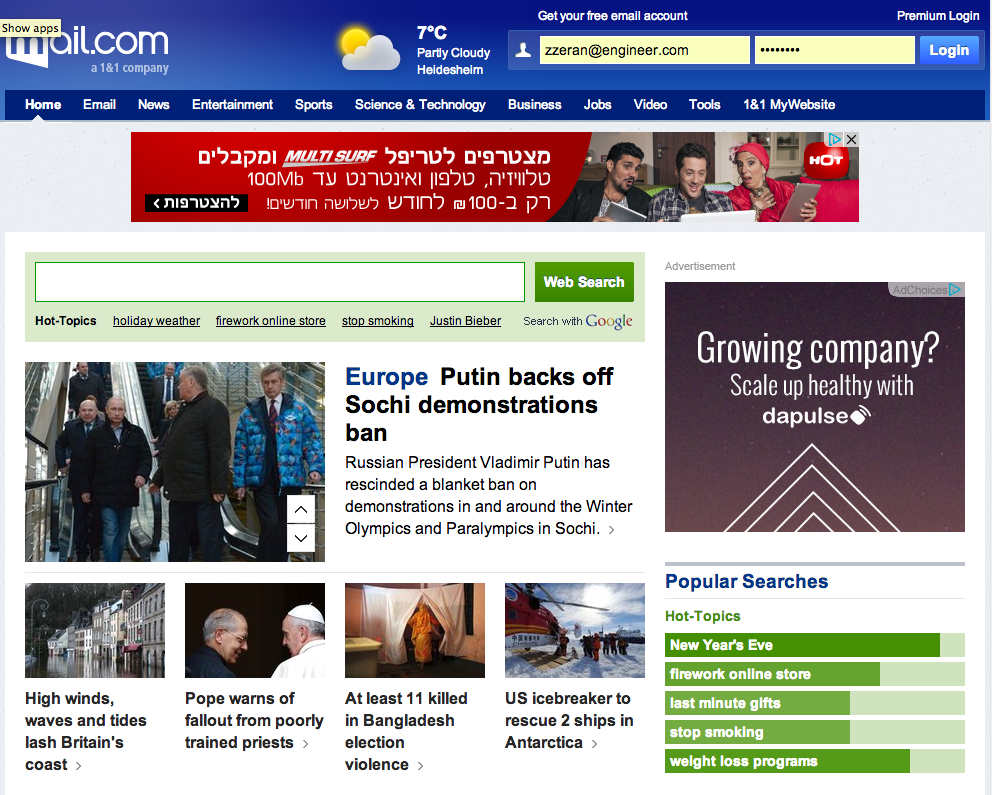 Show apps
mail.com
a 1&1 company
7°C
Partly Cloudy
Heidesheim
Get your free email account
Premium Login
zzeran@engineer.com
••••••••
Login
Home Email News Entertainment Sports Science & Technology Business Jobs Video Tools 1&1 MyWebsite
מצטרפים לטריפל MULTI SURF ומקבלים
טלוויזיה, טלפון ואינטרנט עד 100Mb
רק ב-100₪ לחודש לשלושה חודשים!
להצטרפות >
HOT
Web Search
Hot-Topics holiday weather firework online store stop smoking Justin Bieber Search with Google
Europe Putin backs off
Sochi demonstrations
ban
Russian President Vladimir Putin has
rescinded a blanket ban on
demonstrations in and around the Winter
Olympics and Paralympics in Sochi.
High winds,
waves and tides
lash Britain's
coast
Pope warns of
fallout from poorly
trained priests
At least 11 killed
in Bangladesh
election
violence
US icebreaker to
rescue 2 ships in
Antarctica
Advertisement
AdChoices
Growing company?
Scale up healthy with
dapulse
Popular Searches
Hot-Topics
New Year's Eve
firework online store
last minute gifts
stop smoking
weight loss programs